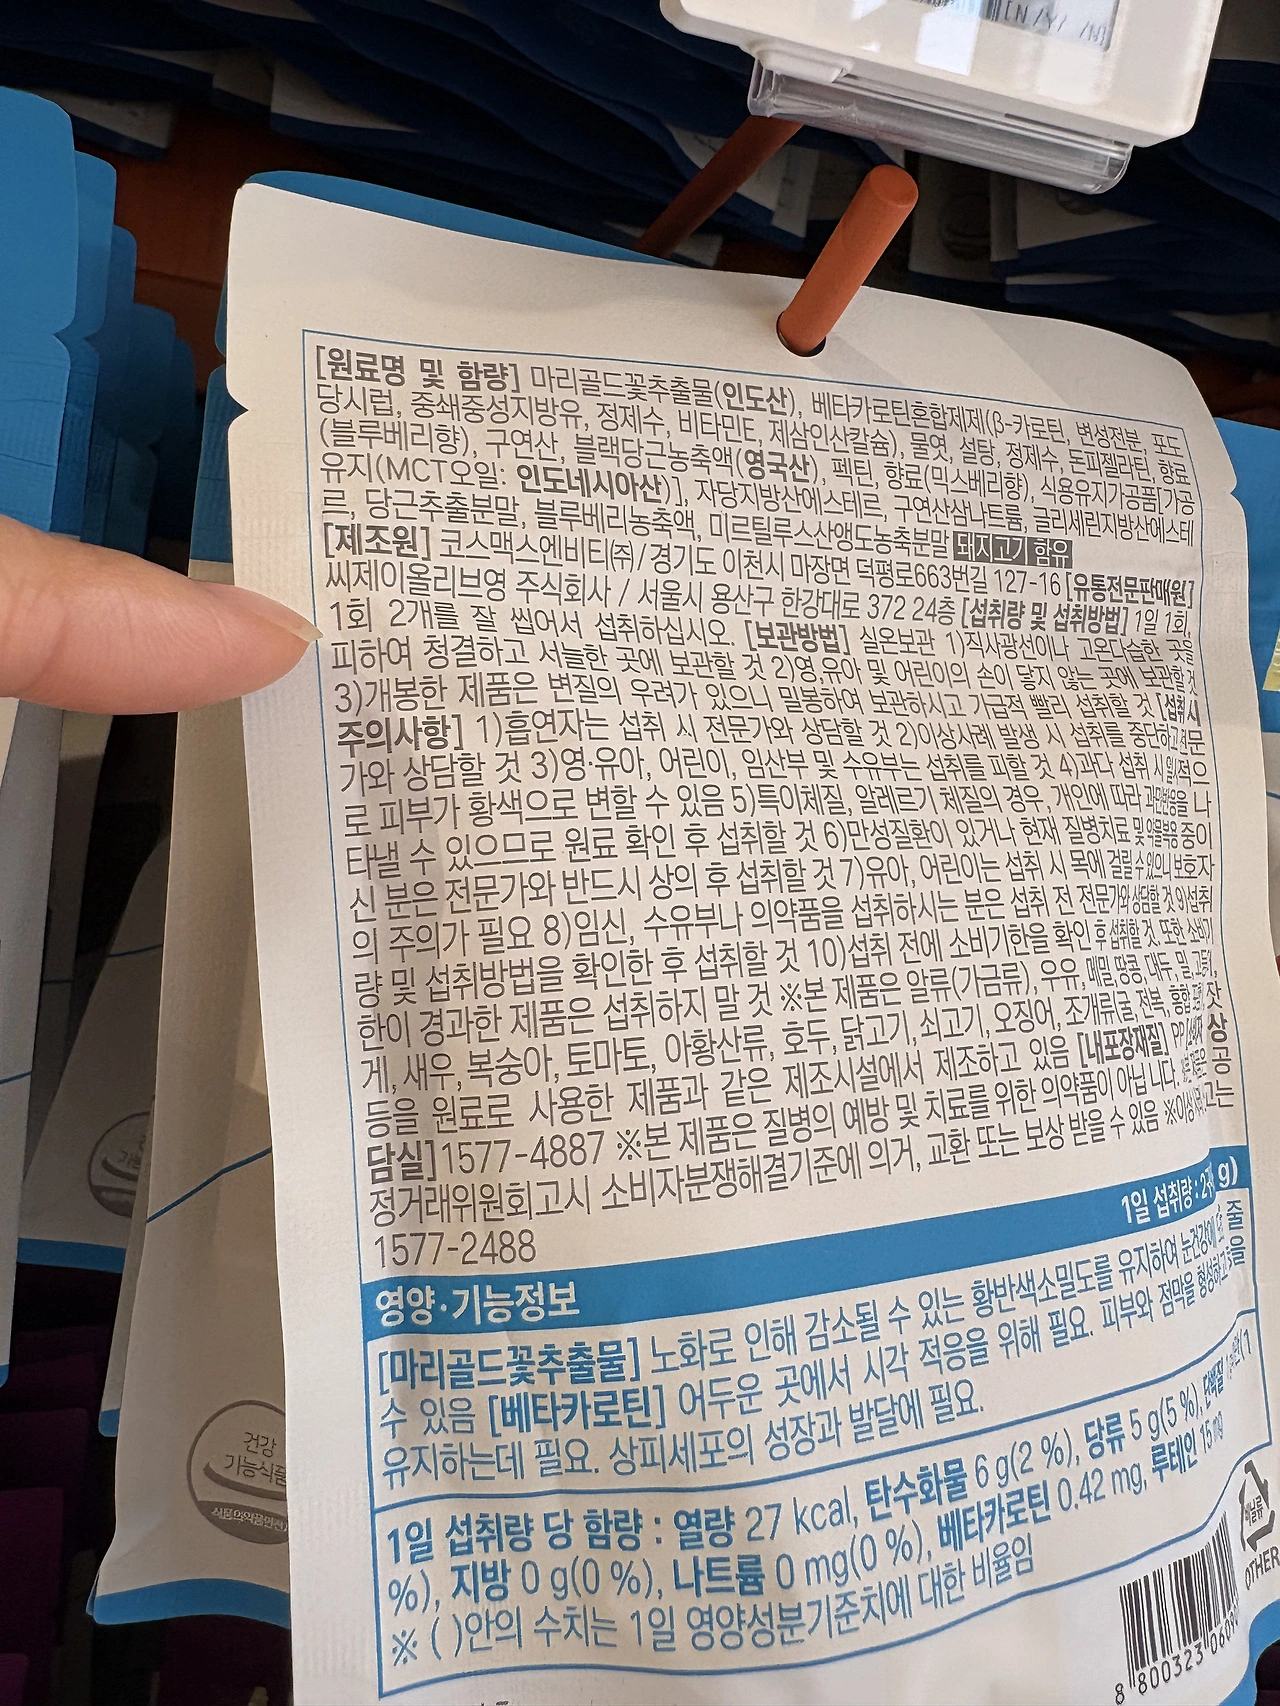 [원료명 및 함량] 마리골드꽃추출물(인도산), 베타카로틴혼합제제(β-카로틴, 변성전분, 포도
당시럽, 중쇄중성지방유, 정제수, 비타민E, 제삼인산칼슘), 물엿, 설탕, 정제수, 돈피젤라틴, 향료
(블루베리향), 구연산, 블랙당근농축액(영국산), 펙틴, 향료(믹스베리향), 식용유지가공품[가공
유지(MCT오일: 인도네시아산)], 자당지방산에스테르, 구연산삼나트륨, 글리세린지방산에스테
르, 당근추출분말, 블루베리농축액, 미르틸루스산앵도농축분말 돼지고기 함유
[제조원] 코스맥스엔비티㈜/경기도 이천시 마장면 덕평로663번길 127-16 [유통전문판매원]
씨제이올리브영 주식회사 / 서울시 용산구 한강대로 372 24층 [섭취량 및 섭취방법] 1일 1회,
1회 2개를 잘 씹어서 섭취하십시오. [보관방법] 실온보관 1)직사광선이나 고온다습한 곳을
피하여 청결하고 서늘한 곳에 보관할 것 2)영,유아 및 어린이의 손이 닿지 않는 곳에 보관할 것
3)개봉한 제품은 변질의 우려가 있으니 밀봉하여 보관하시고 가급적 빨리 섭취할 것 [섭취 시
주의사항] 1)흡연자는 섭취 시 전문가와 상담할 것 2)이상사례 발생 시 섭취를 중단하고 전문
가와 상담할 것 3)영·유아, 어린이, 임산부 및 수유부는 섭취를 피할 것 4)과다 섭취 시 일시적으
로 피부가 황색으로 변할 수 있음 5)특이체질, 알레르기 체질의 경우, 개인에 따라 과민반응을 나
타낼 수 있으므로 원료 확인 후 섭취할 것 6)만성질환이 있거나 현재 질병치료 및 약물복용 중이
신 분은 전문가와 반드시 상의 후 섭취할 것 7)유아, 어린이는 섭취 시 목에 걸릴 수 있으니 보호자
의 주의가 필요 8)임신, 수유부나 의약품을 섭취하시는 분은 섭취 전 전문가와 상담할 것 9)섭취
량 및 섭취방법을 확인한 후 섭취할 것 10)섭취 전에 소비기한을 확인 후 섭취할 것, 또한 소비기
한이 경과한 제품은 섭취하지 말 것 ※본 제품은 알류(가금류), 우유, 메밀, 땅콩, 대두, 밀, 고등어,
게, 새우, 복숭아, 토마토, 아황산류, 호두, 닭고기, 쇠고기, 오징어, 조개류(굴, 전복, 홍합 포함), 잣
등을 원료로 사용한 제품과 같은 제조시설에서 제조하고 있음 [내포장재질] PP [소비자 상
담실] 1577-4887 ※본 제품은 질병의 예방 및 치료를 위한 의약품이 아닙니다. 본 제품은 공
정거래위원회고시 소비자분쟁해결기준에 의거, 교환 또는 보상 받을 수 있음 ※이상사례 신고는
1577-2488
영양·기능정보 1일 섭취량 : 2
[마리골드꽃추출물] 노화로 인해 감소될 수 있는 황반색소밀도를 유지하여 눈건강에 도움을 줄
수 있음 [베타카로틴] 어두운 곳에서 시각 적응을 위해 필요. 피부와 점막을 형성하고 기능을
유지하는데 필요. 상피세포의 성장과 발달에 필요.
1일 섭취량 당 함량 : 열량 27 kcal, 탄수화물 6 g(2 %), 당류 5 g(5 %), 단백질
%), 지방 0 g(0 %), 나트륨 0 mg(0 %), 베타카로틴 0.42 mg, 루테인 15 mg
※ ( )안의 수치는 1일 영양성분기준치에 대한 비율임
OTHER
8 800323
건강
기능식품